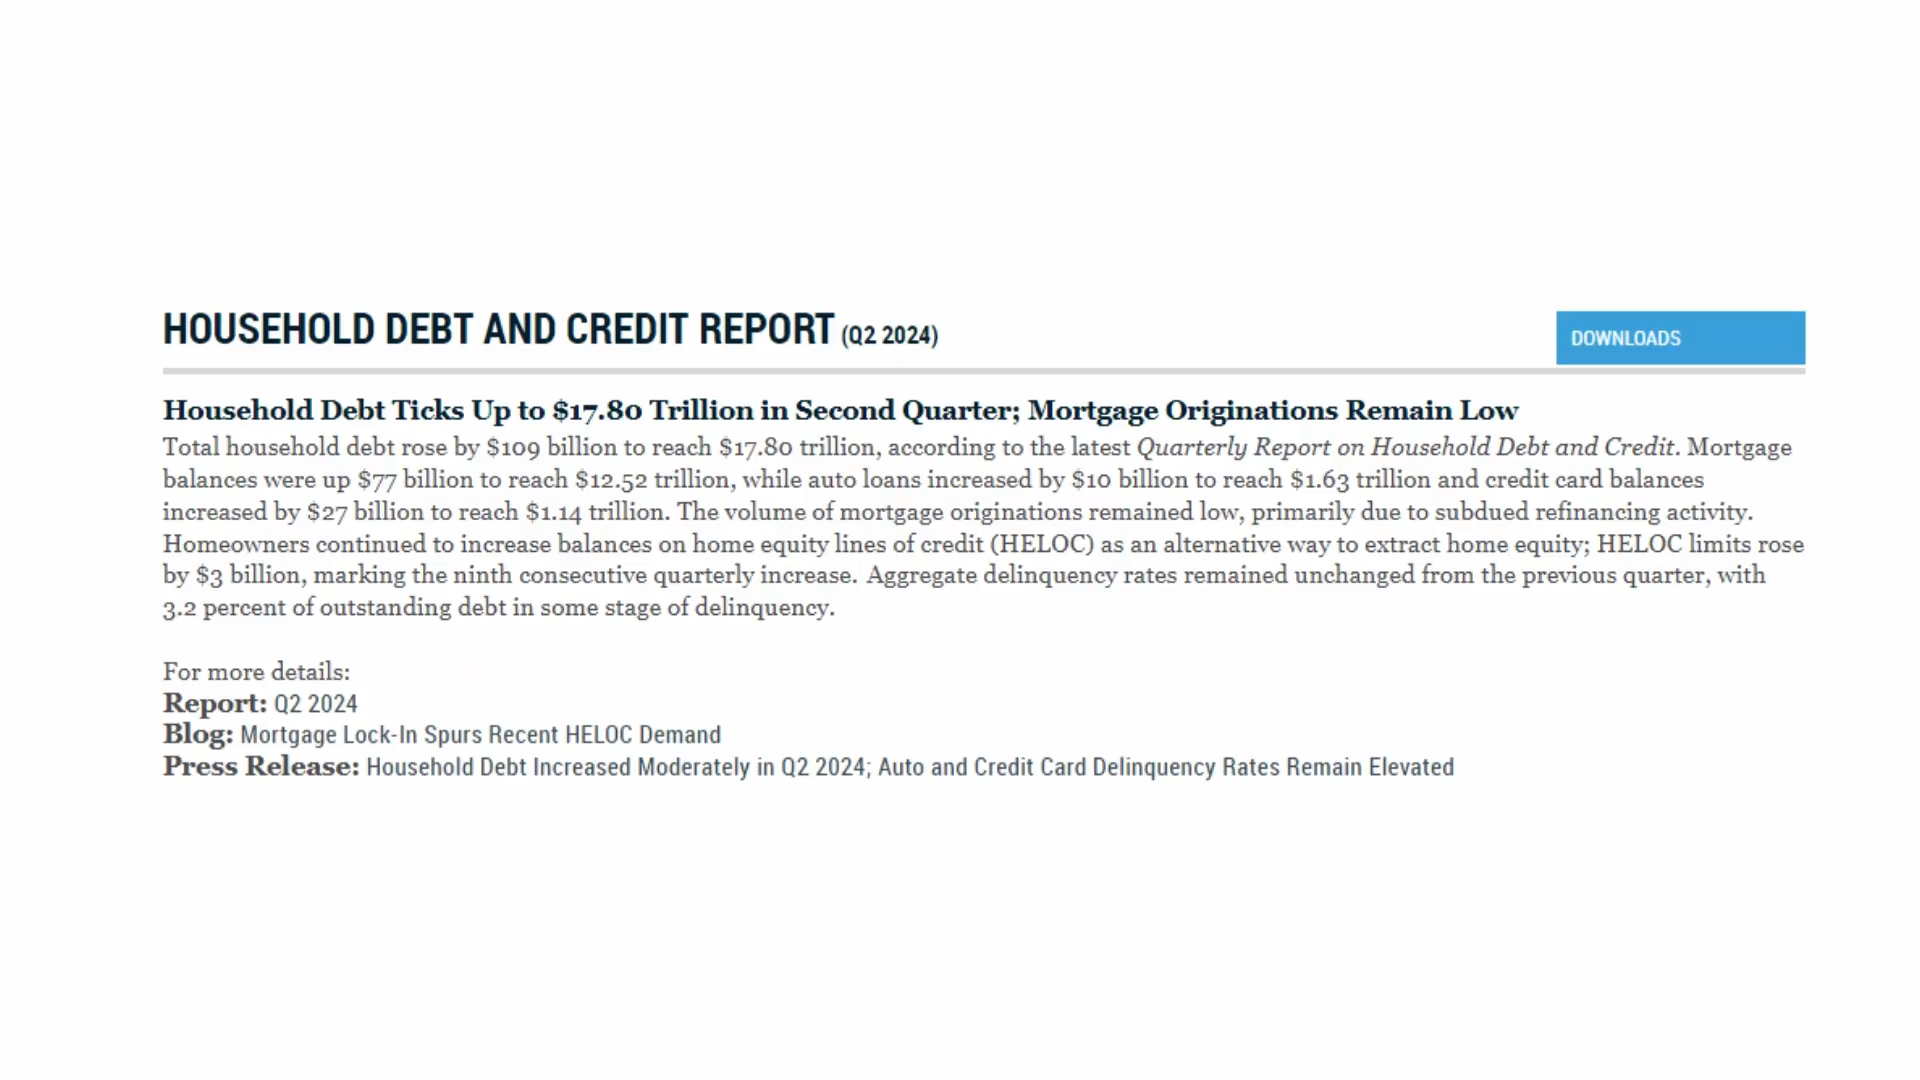 HOUSEHOLD DEBT AND CREDIT REPORT (Q2 2024)
DOWNLOADS
Household Debt Ticks Up to $17.80 Trillion in Second Quarter; Mortgage Originations Remain Low
Total household debt rose by $109 billion to reach $17.80 trillion, according to the latest Quarterly Report on Household Debt and Credit. Mortgage
balances were up $77 billion to reach $12.52 trillion, while auto loans increased by $10 billion to reach $1.63 trillion and credit card balances
increased by $27 billion to reach $1.14 trillion. The volume of mortgage originations remained low, primarily due to subdued refinancing activity.
Homeowners continued to increase balances on home equity lines of credit (HELOC) as an alternative way to extract home equity; HELOC limits rose
by $3 billion, marking the ninth consecutive quarterly increase. Aggregate delinquency rates remained unchanged from the previous quarter, with
3.2 percent of outstanding debt in some stage of delinquency.
For more details:
Report: Q2 2024
Blog: Mortgage Lock-In Spurs Recent HELOC Demand
Press Release: Household Debt Increased Moderately in Q2 2024; Auto and Credit Card Delinquency Rates Remain Elevated